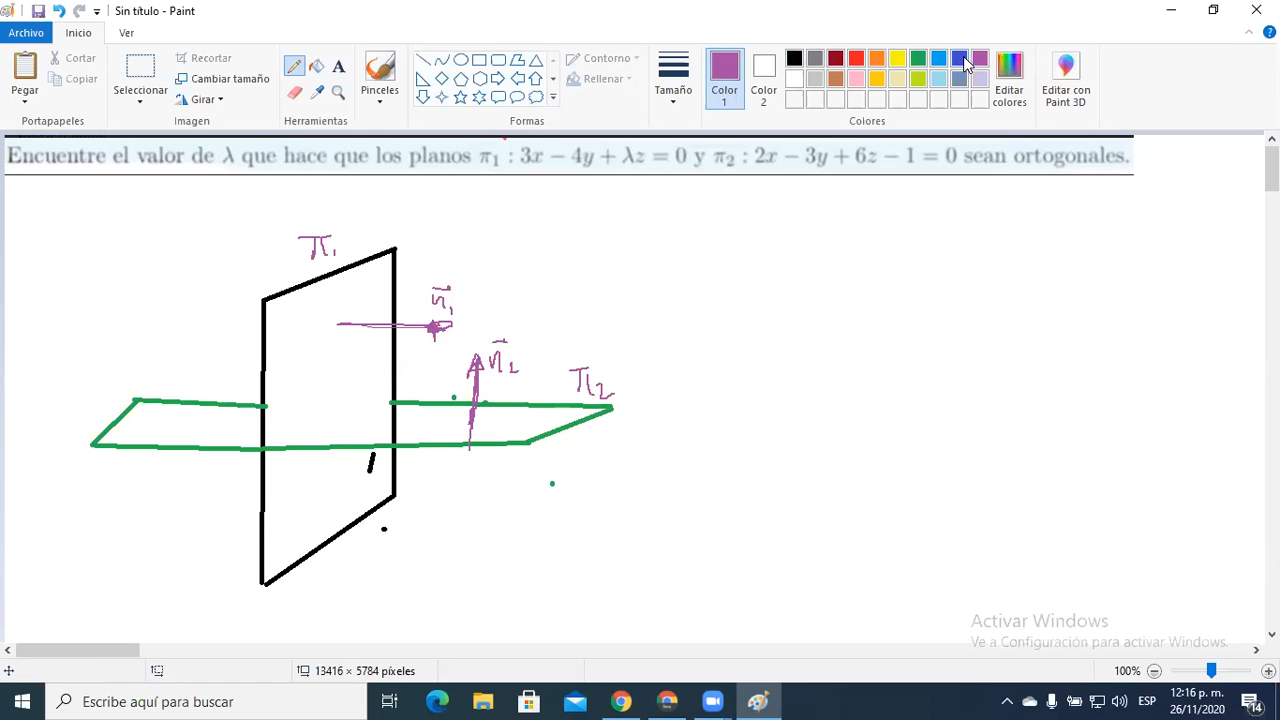 Sin título - Paint
Archivo Inicio Ver
Pegar
Cortar
Copiar
Portapapeles
Seleccionar
Recortar
Cambiar tamaño
Girar
Imagen
A
Herramientas
Pinceles
Contorno
Rellenar
Formas
Tamaño
Color 1
Color 2
Editar colores
Colores
Editar con Paint 3D
Encuentre el valor de λ que hace que los planos π₁ : 3x − 4y + λz = 0 y π₂ : 2x − 3y + 6z − 1 = 0 sean ortogonales.
π₁
n⃗₁
n⃗₂
π₂
Activar Windows
Ve a Configuración para activar Windows.
13416 × 5784 píxeles
100%
Escribe aquí para buscar
ESP
12:16 p. m.
26/11/2020
14